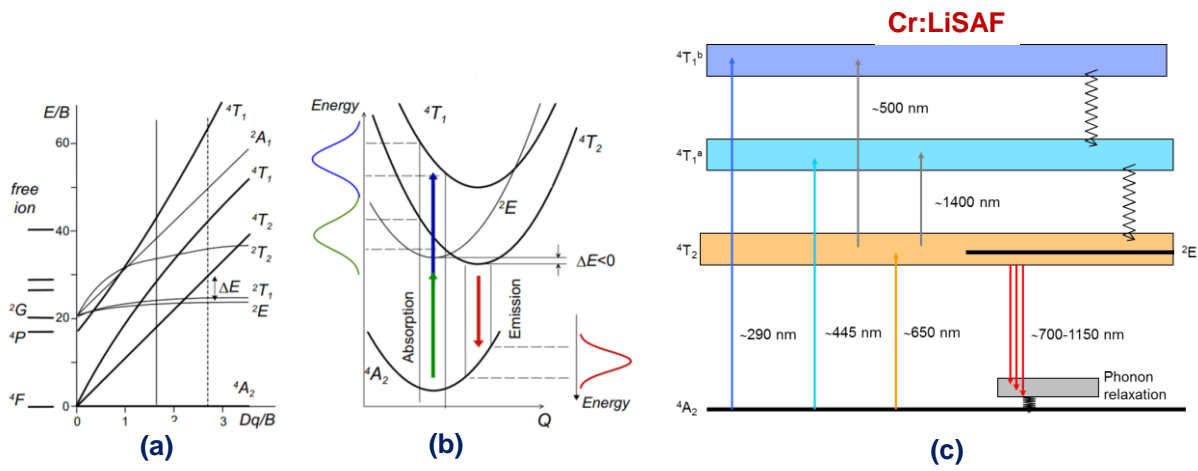 Cr:LiSAF
E/B
60
40
20
0
free
ion
²G
⁴P
⁴F
⁴T₁
²A₁
⁴T₁
⁴T₂
²T₂
ΔE
²T₁
²E
⁴A₂
0 1 2 3 Dq/B
(a)
Energy
⁴T₁
⁴T₂
²E
ΔE<0
Absorption
Emission
⁴A₂
Q
Energy
(b)
⁴T₁ᵇ
~500 nm
⁴T₁ᵃ
~1400 nm
⁴T₂
²E
~290 nm
~445 nm
~650 nm
~700-1150 nm
Phonon
relaxation
⁴A₂
(c)